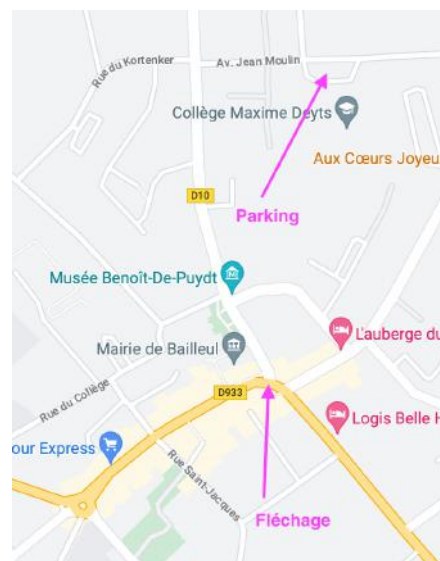 Rue du Kortenker
Av. Jean Moulin
Collège Maxime Deyts
Aux Cœurs Joyeu
D10
Parking
Musée Benoît-De-Puydt
Mairie de Bailleul
L'auberge du
Rue du Collège
D933
Logis Belle H
our Express
Rue Saint-Jacques
Fléchage